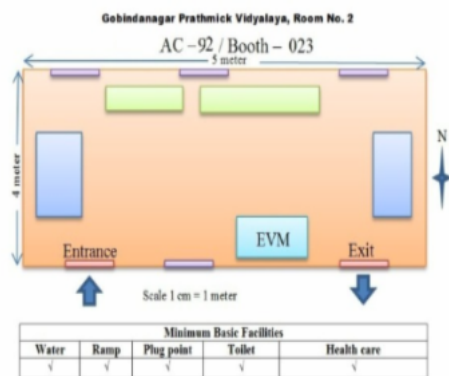 Gobindanagar Prathmick Vidyalaya, Room No. 2
AC -92 / Booth - 023
5 meter
4 meter
N
Entrance
EVM
Exit
Scale 1 cm = 1 meter
Minimum Basic Facilities
Water Ramp Plug point Toilet Health care
√ √ √ √ √